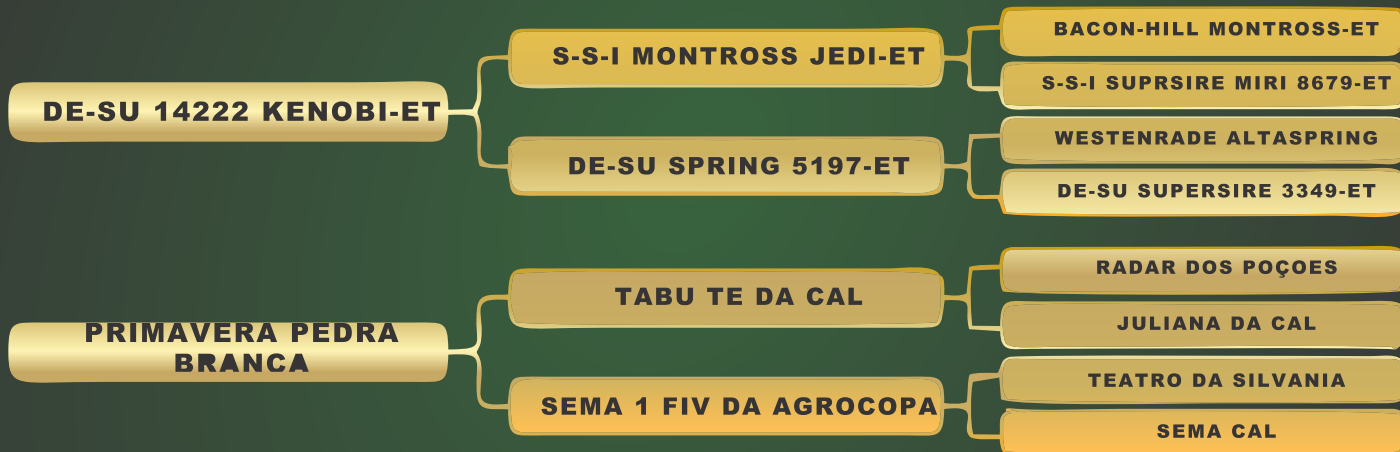 DE-SU 14222 KENOBI-ET
S-S-I MONTROSS JEDI-ET
BACON-HILL MONTROSS-ET
S-S-I SUPRSIRE MIRI 8679-ET
DE-SU SPRING 5197-ET
WESTENRADE ALTASPRING
DE-SU SUPERSIRE 3349-ET
PRIMAVERA PEDRA
BRANCA
TABU TE DA CAL
RADAR DOS POÇOES
JULIANA DA CAL
SEMA 1 FIV DA AGROCOPA
TEATRO DA SILVANIA
SEMA CAL